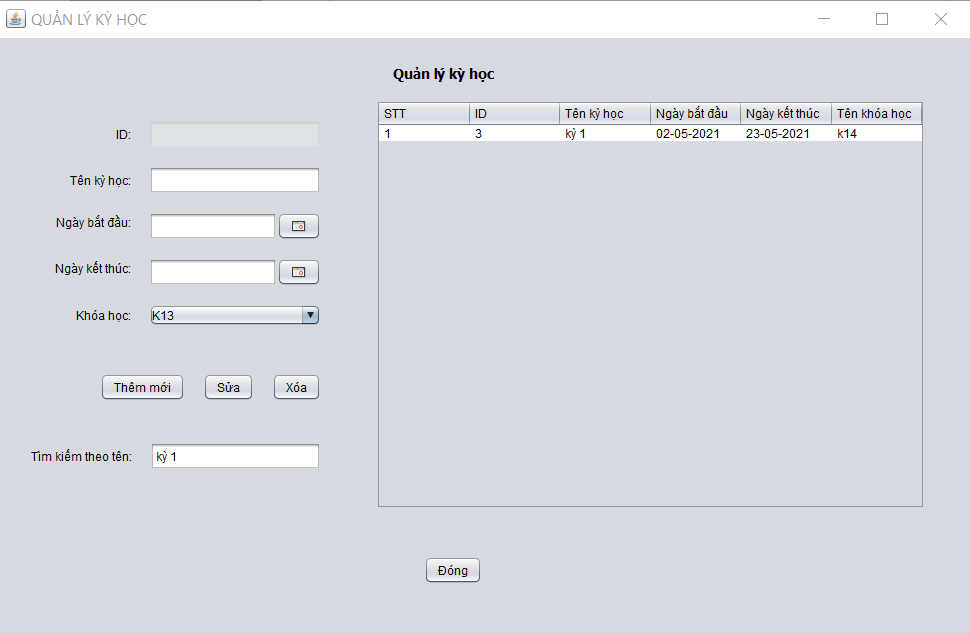 QUẢN LÝ KỲ HỌC
Quản lý kỳ học
ID:
Tên kỳ học:
Ngày bắt đầu:
Ngày kết thúc:
Khóa học: K13
Thêm mới Sửa Xóa
Tìm kiếm theo tên: kỳ 1
STT ID Tên kỳ học Ngày bắt đầu Ngày kết thúc Tên khóa học
1 3 kỳ 1 02-05-2021 23-05-2021 k14
Đóng